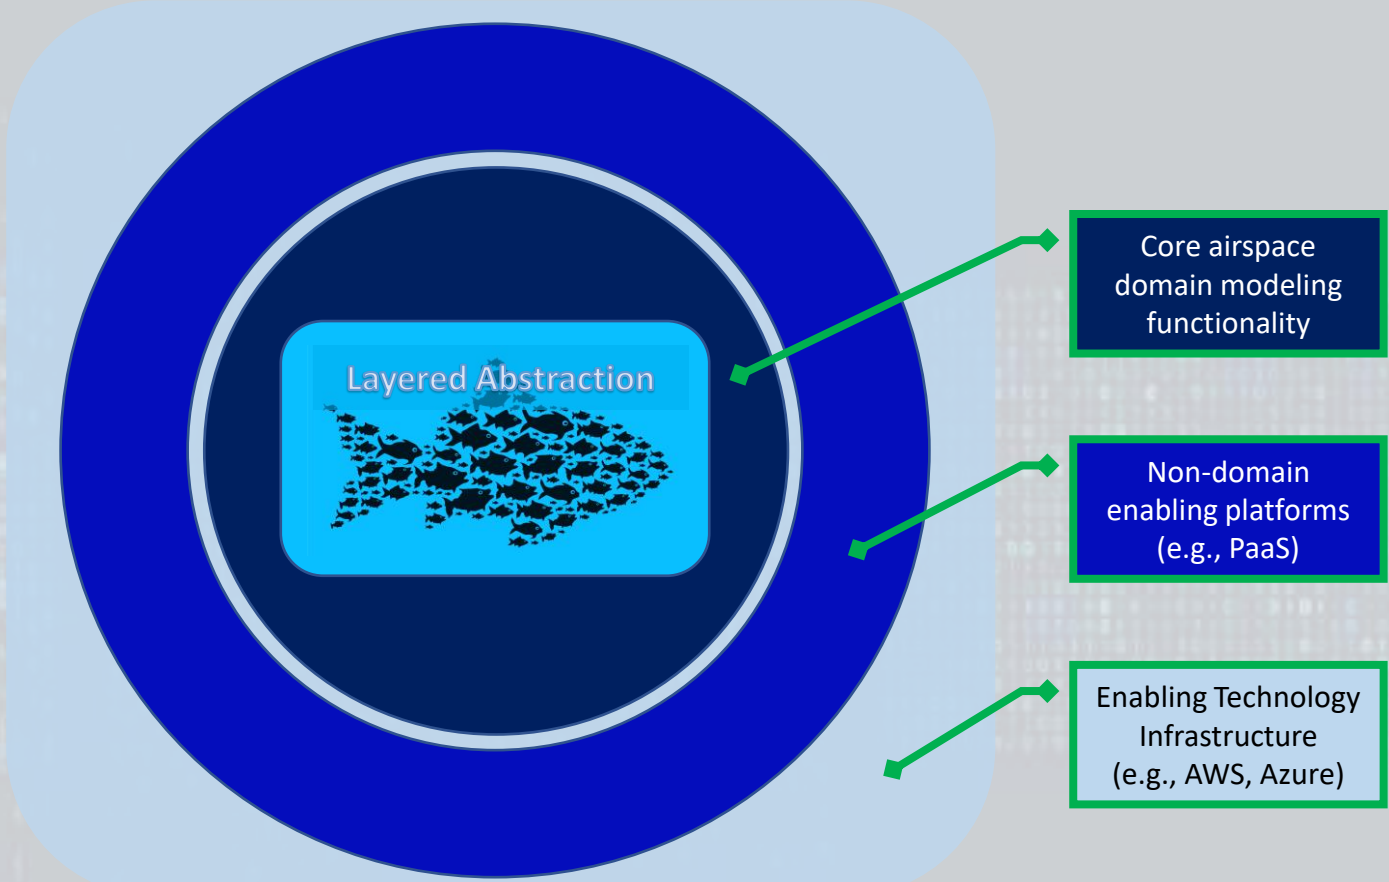 Layered Abstraction
Core airspace
domain modeling
functionality
Non-domain
enabling platforms
(e.g., PaaS)
Enabling Technology
Infrastructure
(e.g., AWS, Azure)